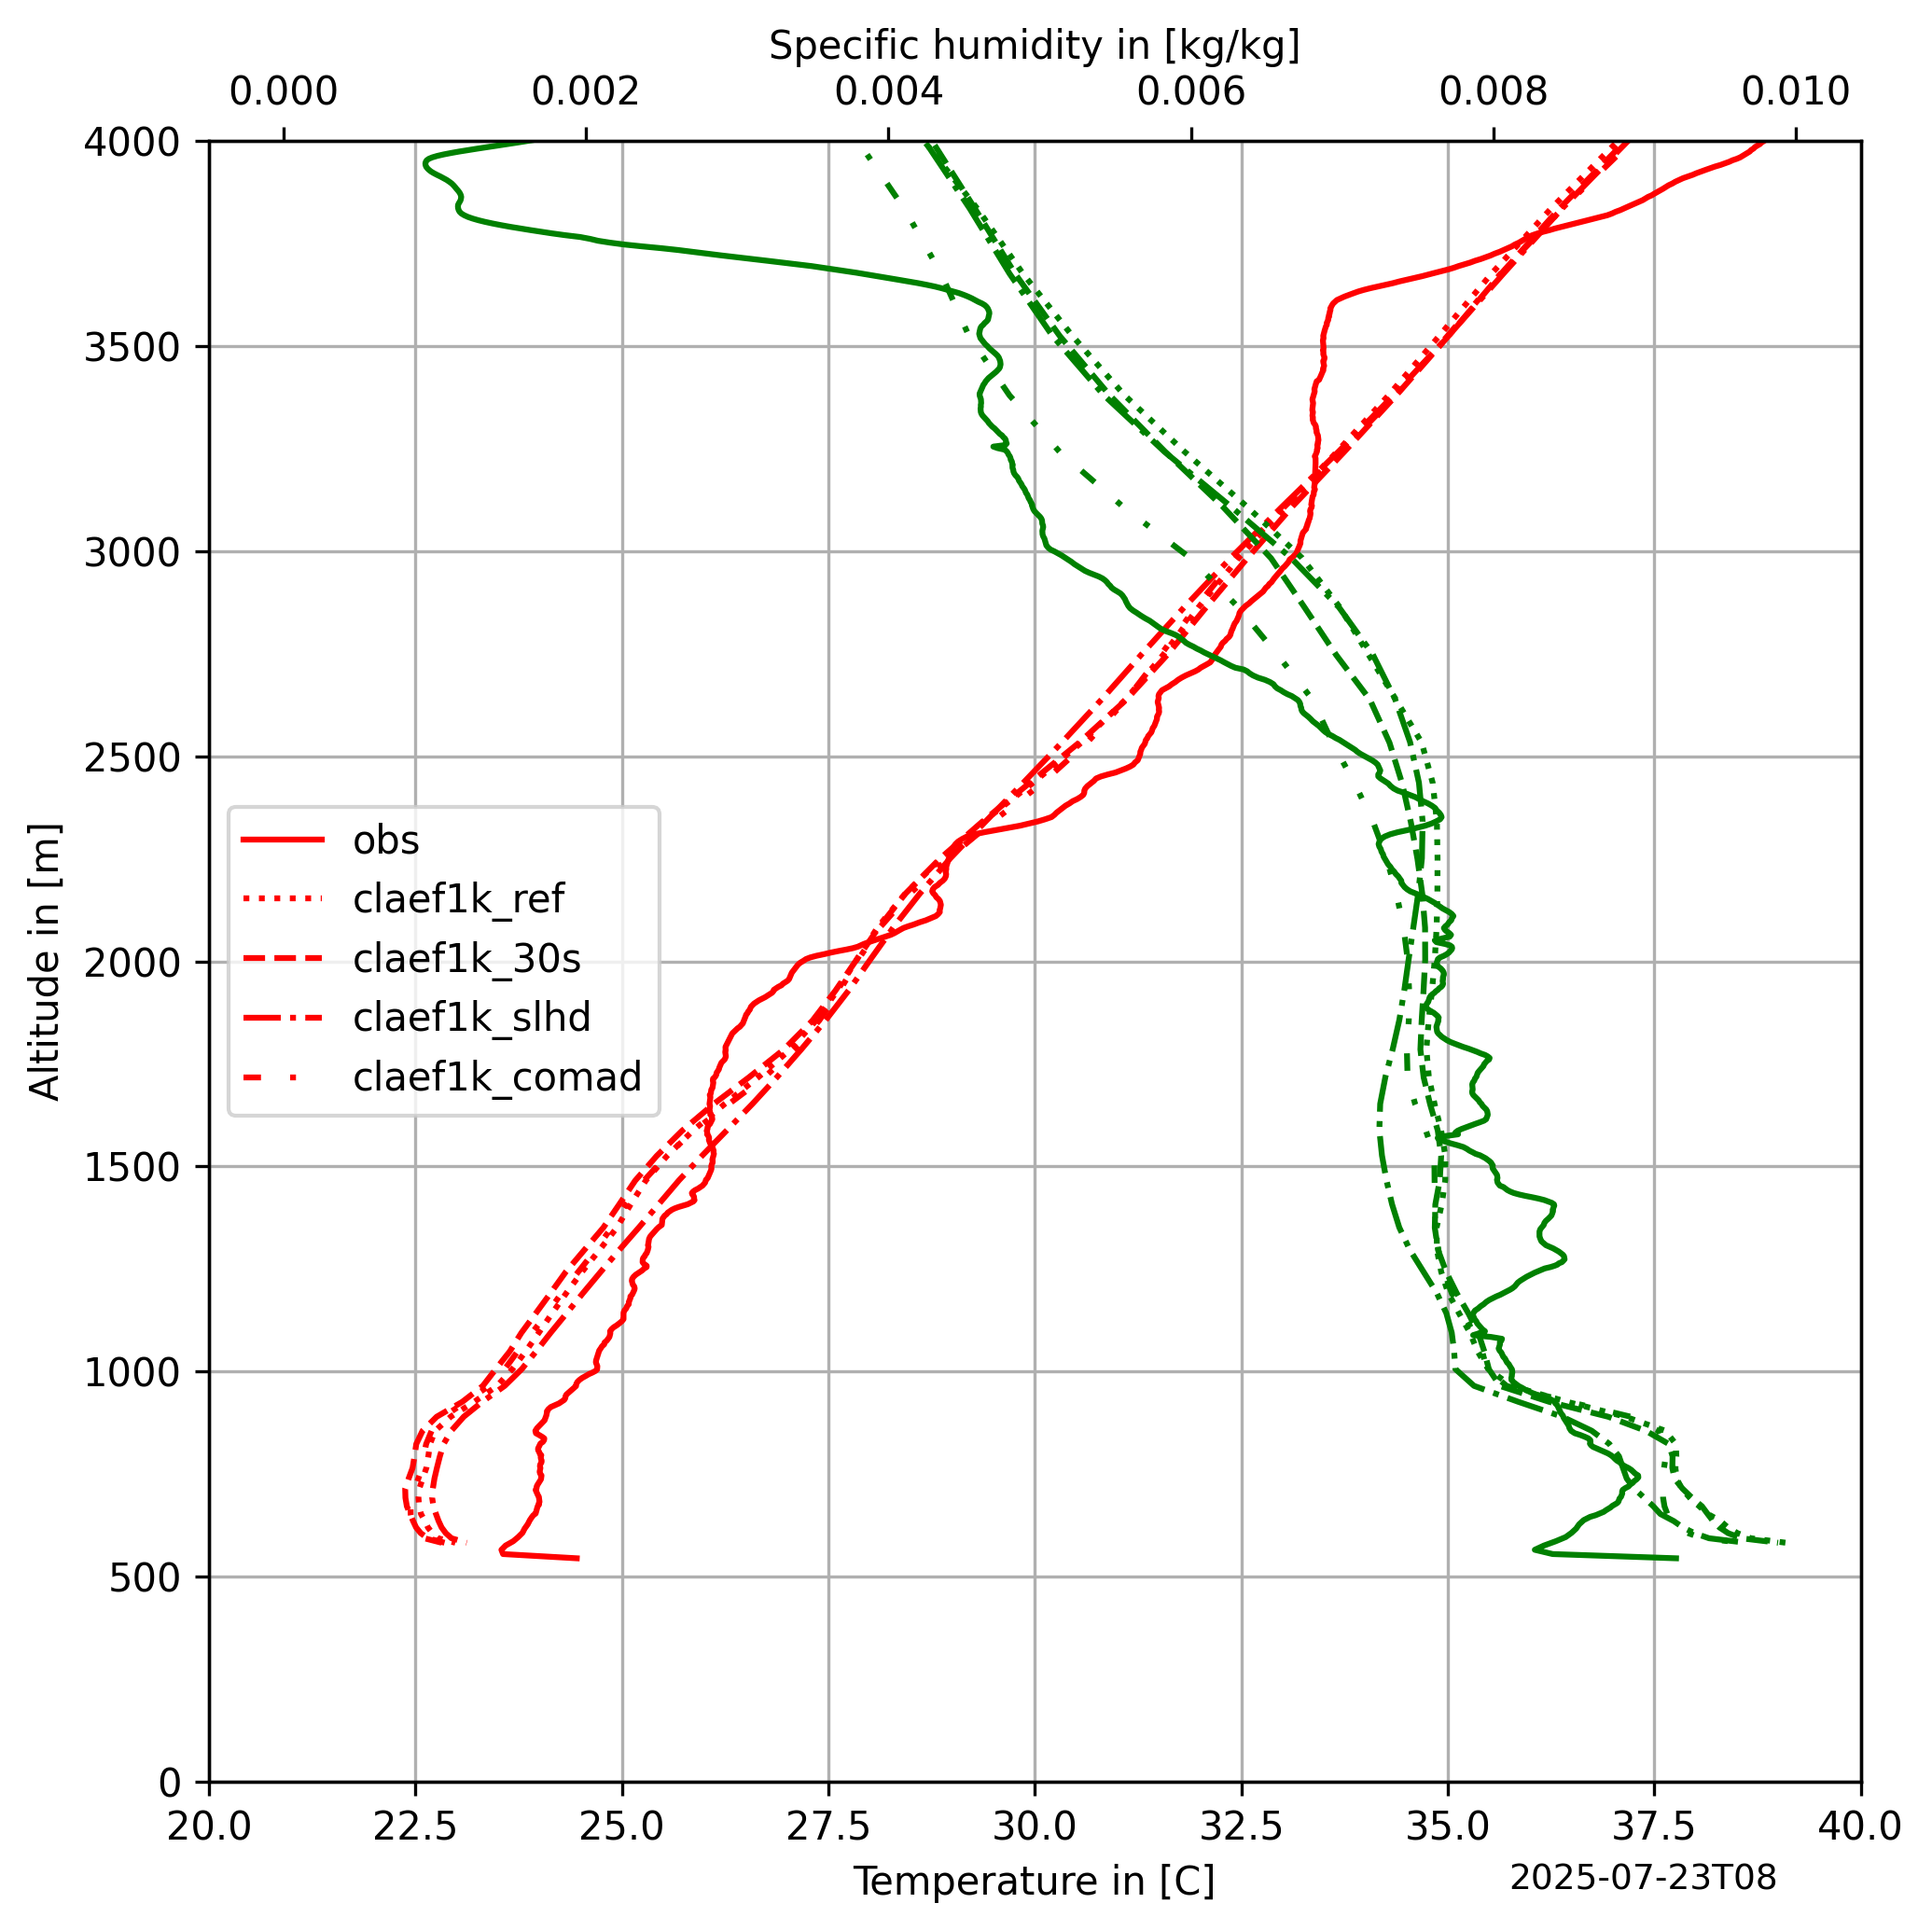 Specific humidity in [kg/kg]
0.000 0.002 0.004 0.006 0.008 0.010
4000
3500
3000
2500
2000
1500
1000
500
0
Altitude in [m]
obs
claef1k_ref
claef1k_30s
claef1k_slhd
claef1k_comad
20.0 22.5 25.0 27.5 30.0 32.5 35.0 37.5 40.0
Temperature in [C]
2025-07-23T08